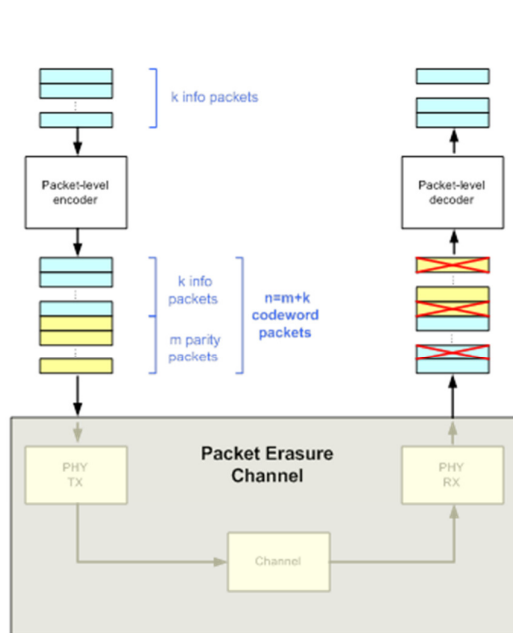 k info packets
Packet-level
encoder
Packet-level
decoder
k info
packets
m parity
packets
n=m+k
codeword
packets
Packet Erasure
Channel
PHY
TX
PHY
RX
Channel